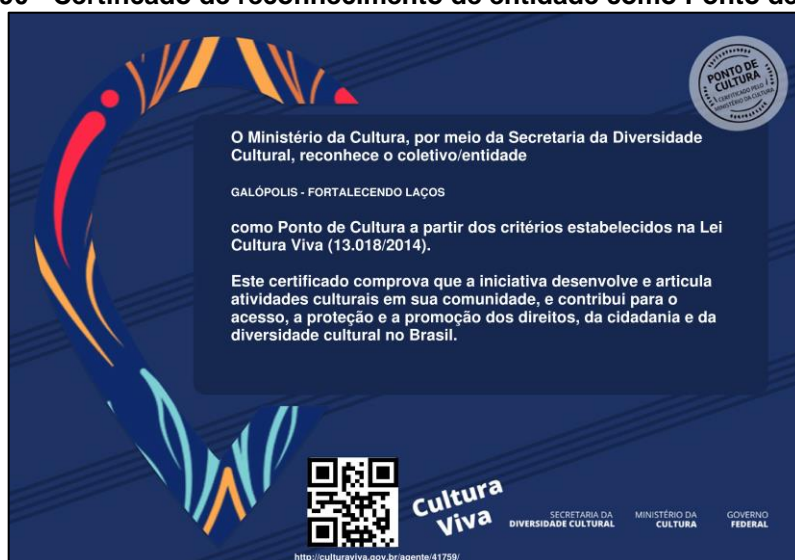 Certificado de reconhecimento de entidade como Ponto de
PONTO DE
CULTURA
CERTIFICADO PELO
MINISTÉRIO DA CULTURA
O Ministério da Cultura, por meio da Secretaria da Diversidade
Cultural, reconhece o coletivo/entidade
GALÓPOLIS - FORTALECENDO LAÇOS
como Ponto de Cultura a partir dos critérios estabelecidos na Lei
Cultura Viva (13.018/2014).
Este certificado comprova que a iniciativa desenvolve e articula
atividades culturais em sua comunidade, e contribui para o
acesso, a proteção e a promoção dos direitos, da cidadania e da
diversidade cultural no Brasil.
http://culturaviva.gov.br/agente/41759/
Cultura
Viva
SECRETARIA DA
DIVERSIDADE CULTURAL
MINISTÉRIO DA
CULTURA
GOVERNO
FEDERAL